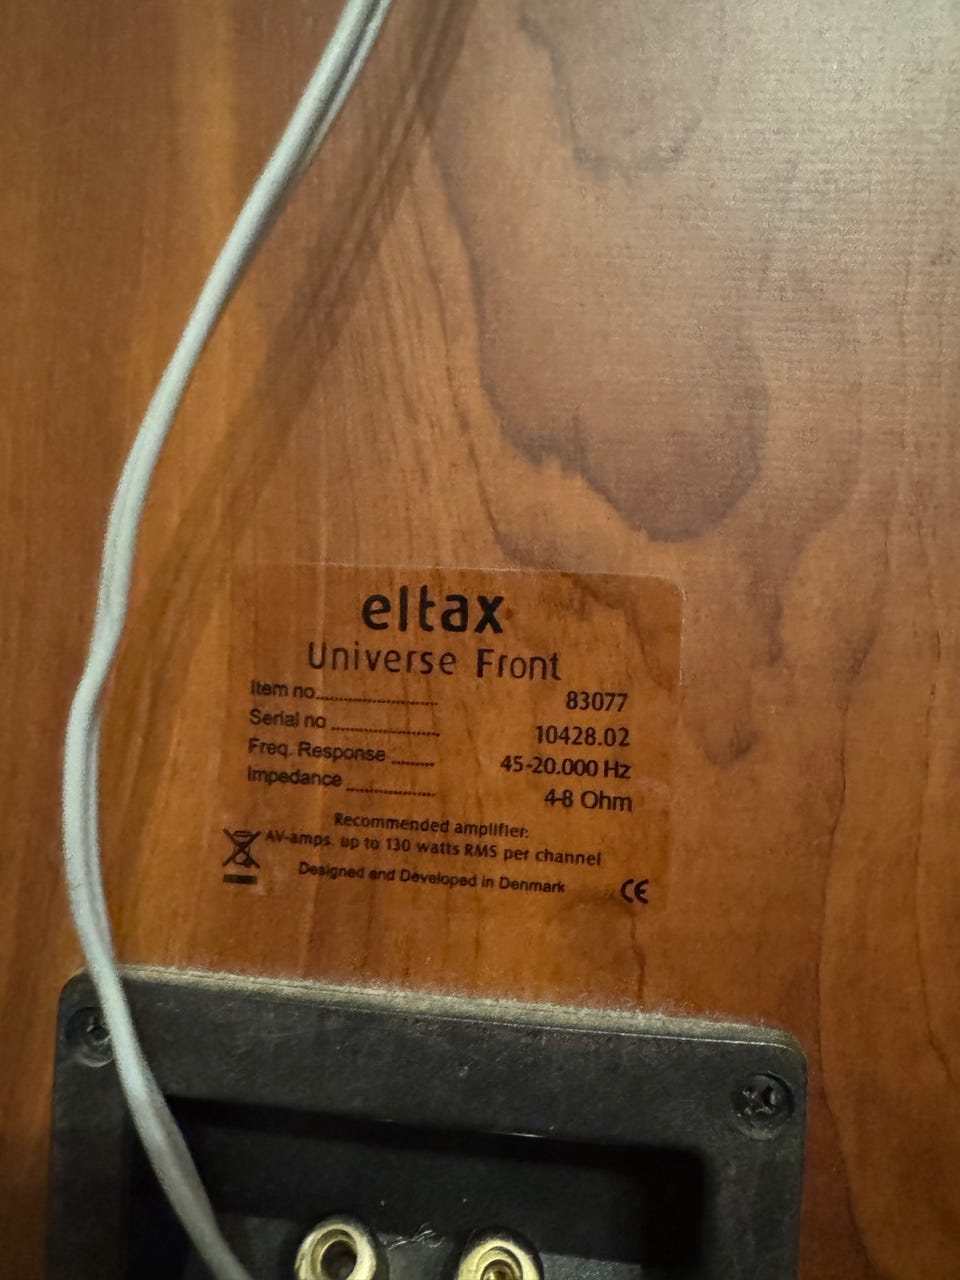 eltax
Universe Front
Item no........................ 83077
Serial no ..................... 10428.02
Freq. Response ........ 45-20.000 Hz
Impedance ................. 4-8 Ohm
Recommended amplifier:
AV-amps. up to 130 watts RMS per channel
Designed and Developed in Denmark
CE